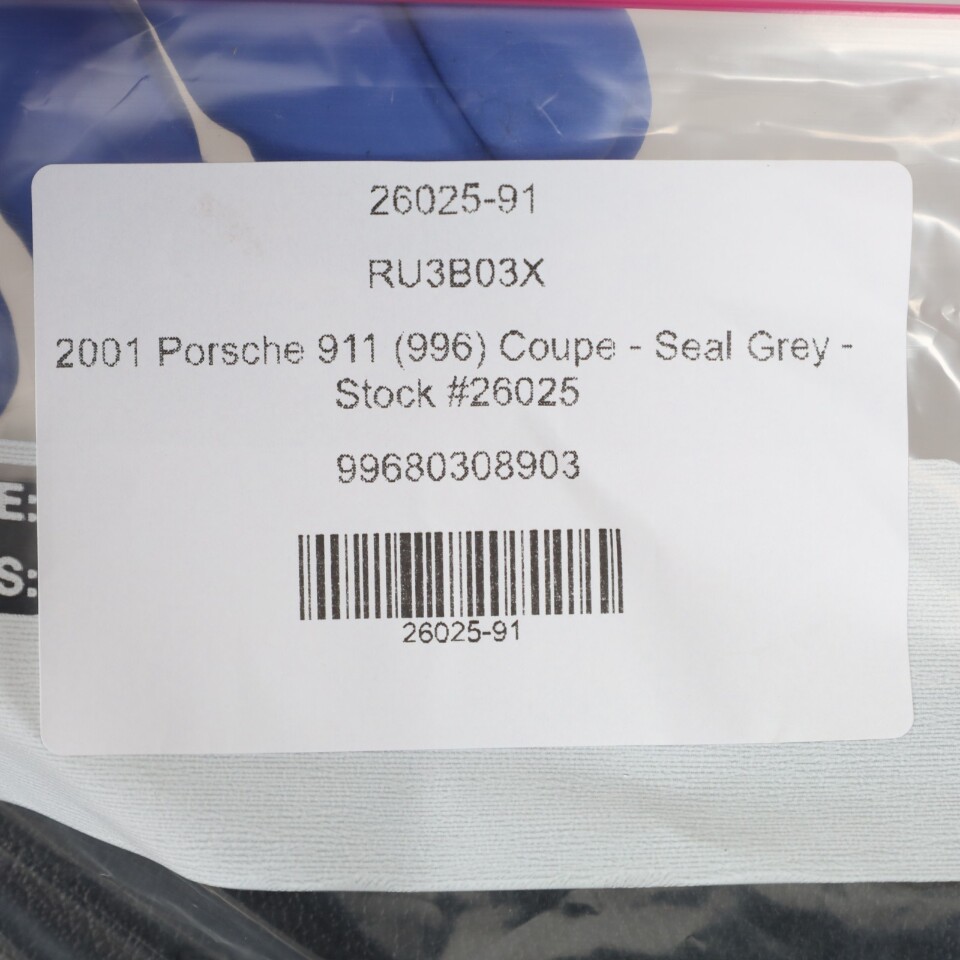 26025-91
RU3B03X
2001 Porsche 911 (996) Coupe - Seal Grey -
Stock #26025
99680308903
26025-91
E:
S: